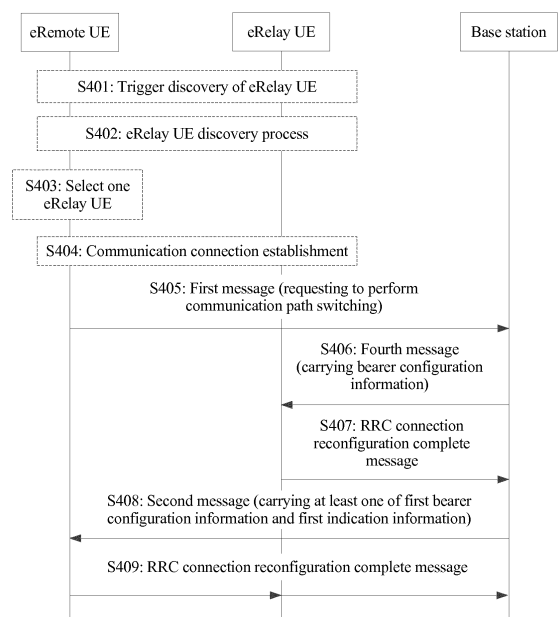 eRemote UE
eRelay UE
Base station
S401: Trigger discovery of eRelay UE
S402: eRelay UE discovery process
S403: Select one
eRelay UE
S404: Communication connection establishment
S405: First message (requesting to perform
communication path switching)
S406: Fourth message
(carrying bearer configuration
information)
S407: RRC connection
reconfiguration complete
message
S408: Second message (carrying at least one of first bearer
configuration information and first indication information)
S409: RRC connection reconfiguration complete message